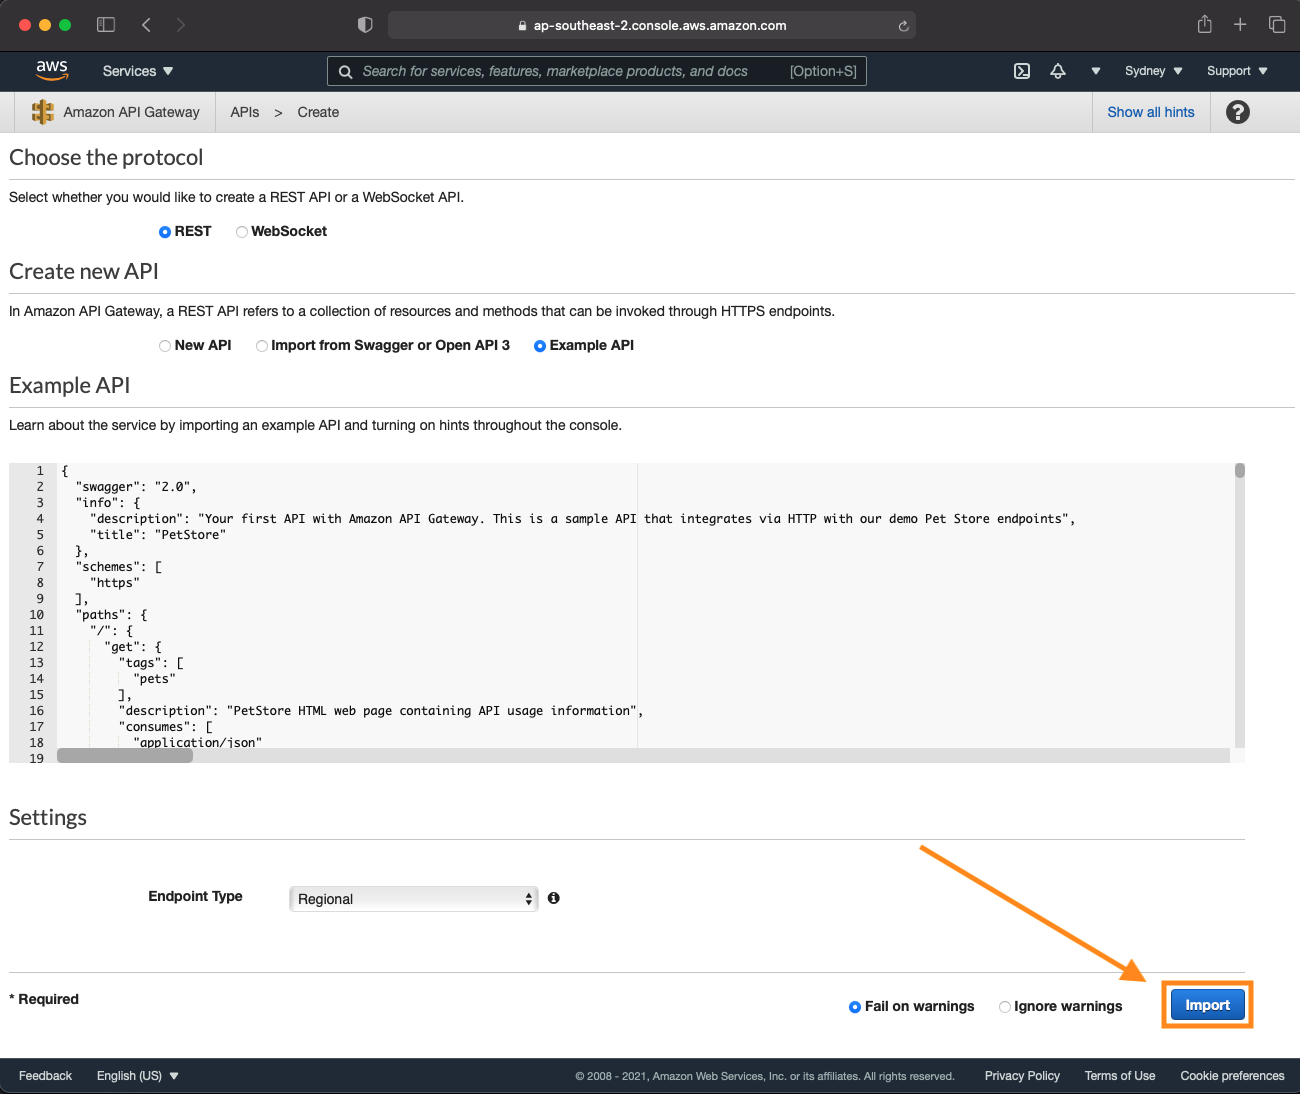 ap-southeast-2.console.aws.amazon.com
aws Services Search for services, features, marketplace products, and docs [Option+S] Sydney Support
Amazon API Gateway APIs > Create Show all hints ?
Choose the protocol
Select whether you would like to create a REST API or a WebSocket API.
REST WebSocket
Create new API
In Amazon API Gateway, a REST API refers to a collection of resources and methods that can be invoked through HTTPS endpoints.
New API Import from Swagger or Open API 3 Example API
Example API
Learn about the service by importing an example API and turning on hints throughout the console.
1 {
2 "swagger": "2.0",
3 "info": {
4 "description": "Your first API with Amazon API Gateway. This is a sample API that integrates via HTTP with our demo Pet Store endpoints",
5 "title": "PetStore"
6 },
7 "schemes": [
8 "https"
9 ],
10 "paths": {
11 "/": {
12 "get": {
13 "tags": [
14 "pets"
15 ],
16 "description": "PetStore HTML web page containing API usage information",
17 "consumes": [
18 "application/json"
19
Settings
Endpoint Type Regional
* Required
Fail on warnings Ignore warnings Import
Feedback English (US) © 2008 - 2021, Amazon Web Services, Inc. or its affiliates. All rights reserved. Privacy Policy Terms of Use Cookie preferences